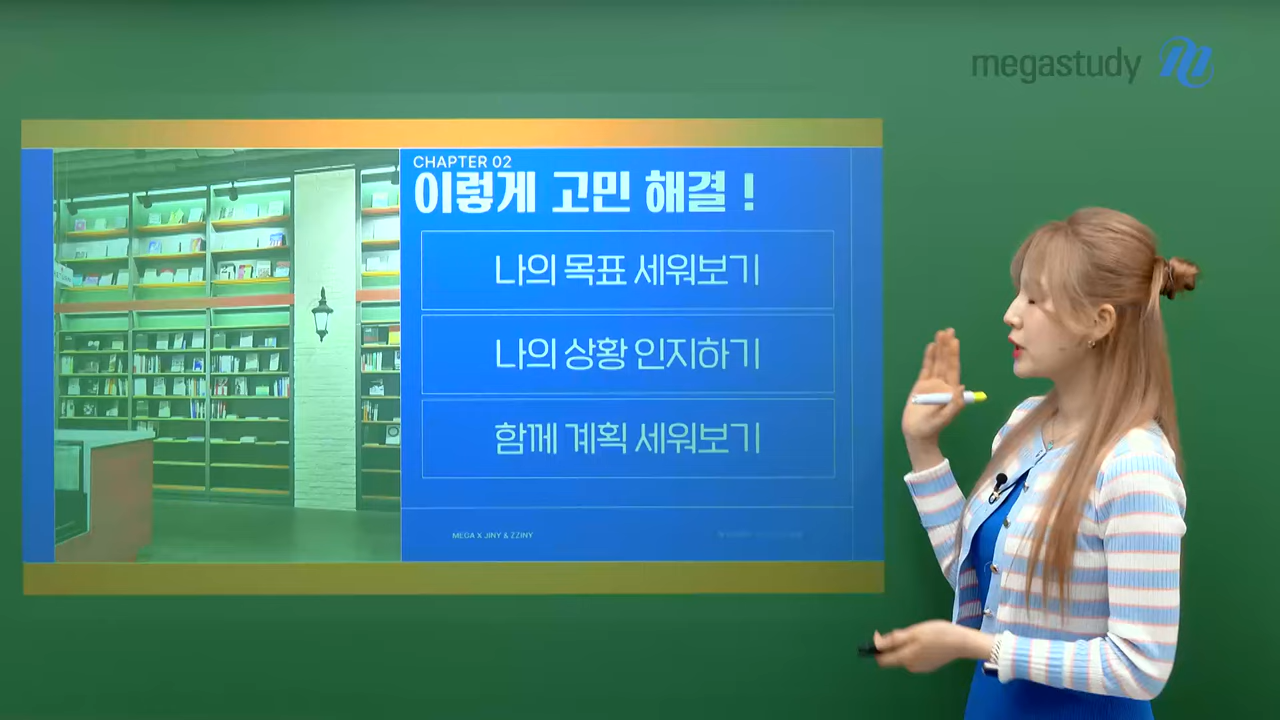 megastudy
CHAPTER 02
이렇게 고민 해결 !
나의 목표 세워보기
나의 상황 인지하기
함께 계획 세워보기
MEGA X JINY & ZZINY